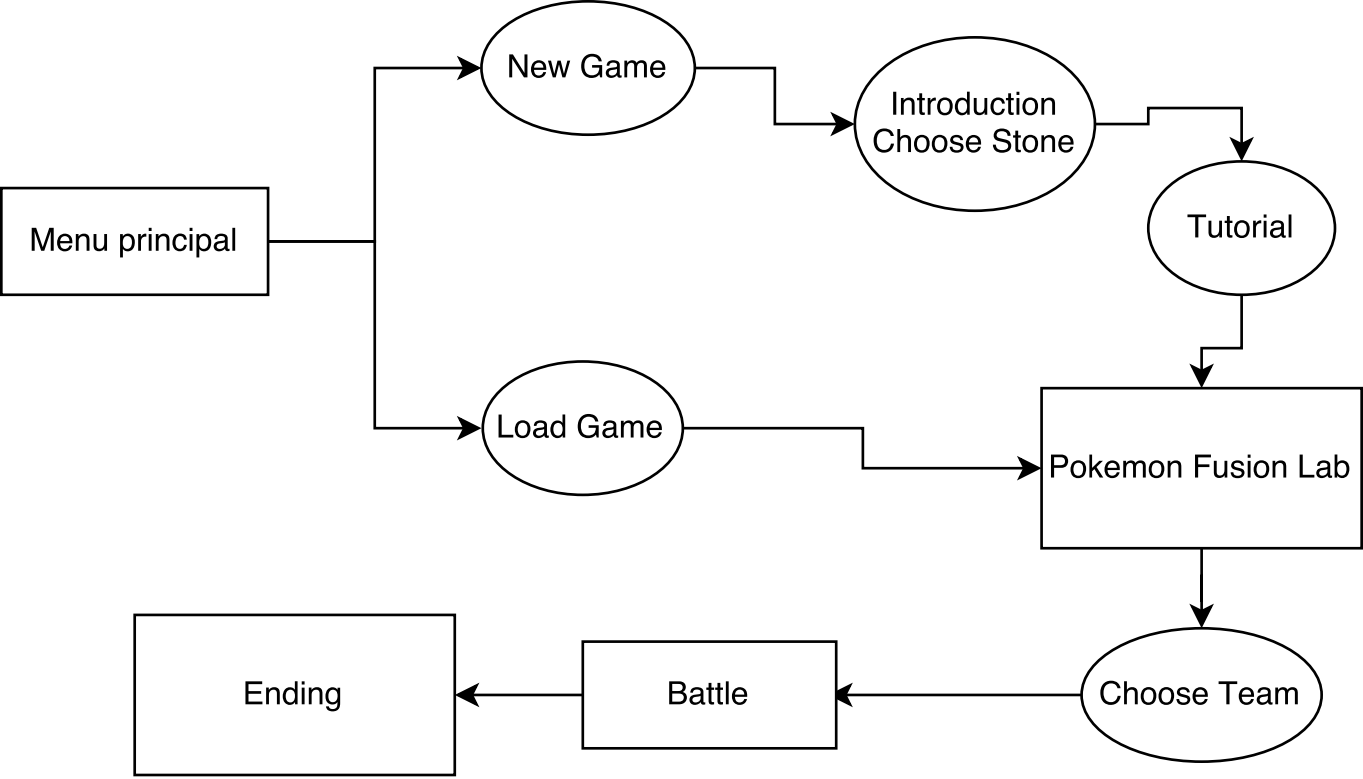 New Game
Introduction
Choose Stone
Menu principal
Tutorial
Load Game
Pokemon Fusion Lab
Ending
Battle
Choose Team